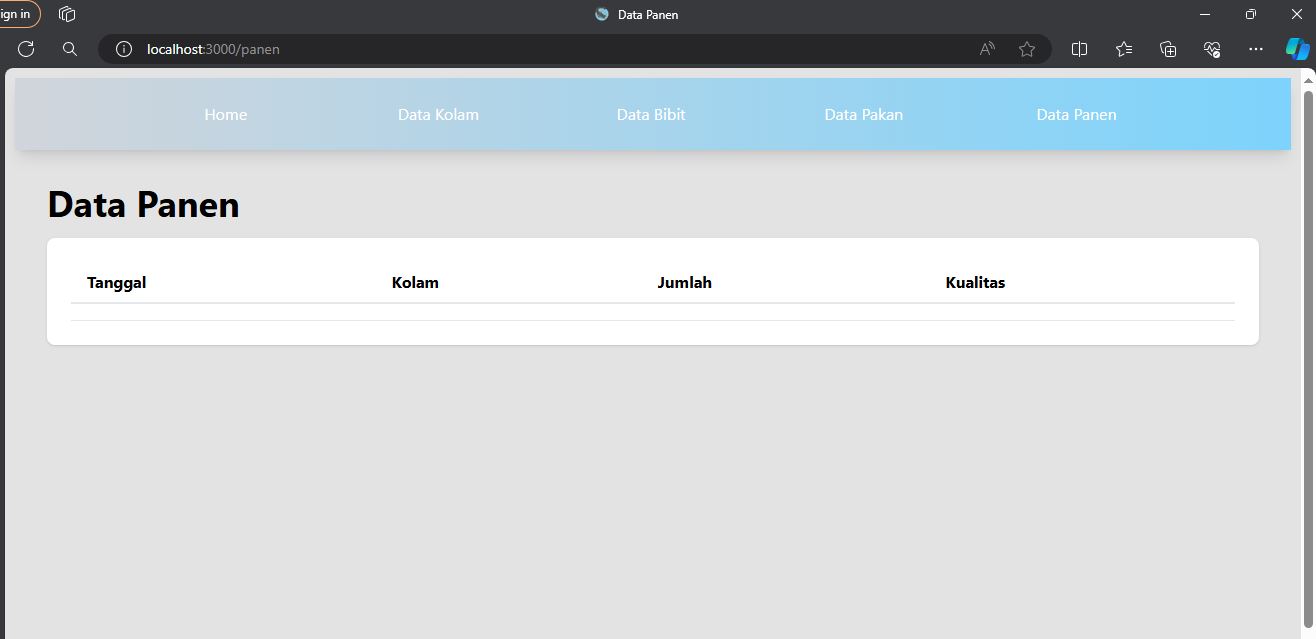 ign in
Data Panen
localhost:3000/panen
Home Data Kolam Data Bibit Data Pakan Data Panen
Data Panen
Tanggal Kolam Jumlah Kualitas